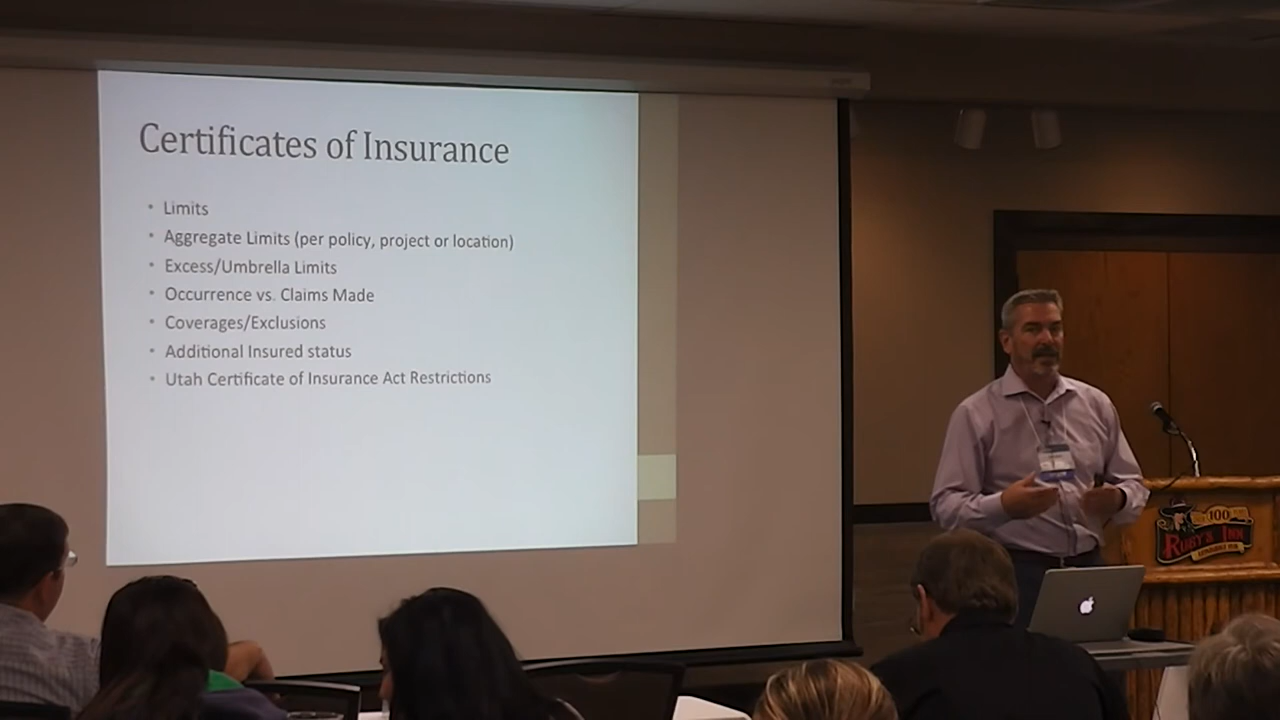 Certificates of Insurance
• Limits
• Aggregate Limits (per policy, project or location)
• Excess/Umbrella Limits
• Occurrence vs. Claims Made
• Coverages/Exclusions
• Additional Insured status
• Utah Certificate of Insurance Act Restrictions
100
RUBY'S INN